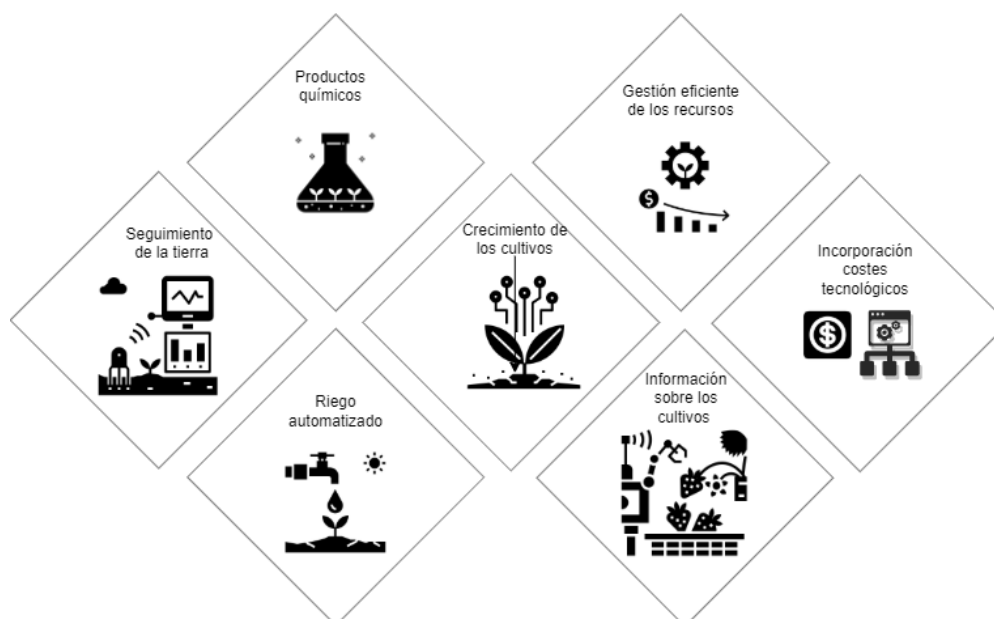 Productos
químicos
Gestión eficiente
de los recursos
Seguimiento
de la tierra
Crecimiento de
los cultivos
Incorporación
costes
tecnológicos
Riego
automatizado
Información
sobre los
cultivos